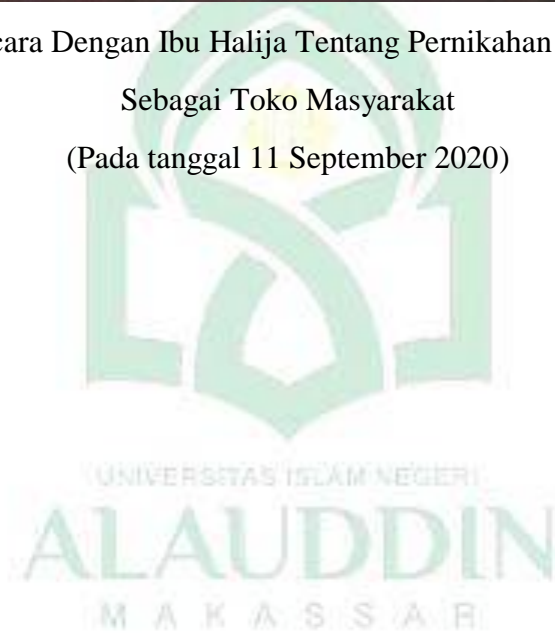 cara Dengan Ibu Halija Tentang Pernikahan
Sebagai Toko Masyarakat
(Pada tanggal 11 September 2020)
UNIVERSITAS ISLAM NEGERI
ALAUDDIN
M A K A S S A R